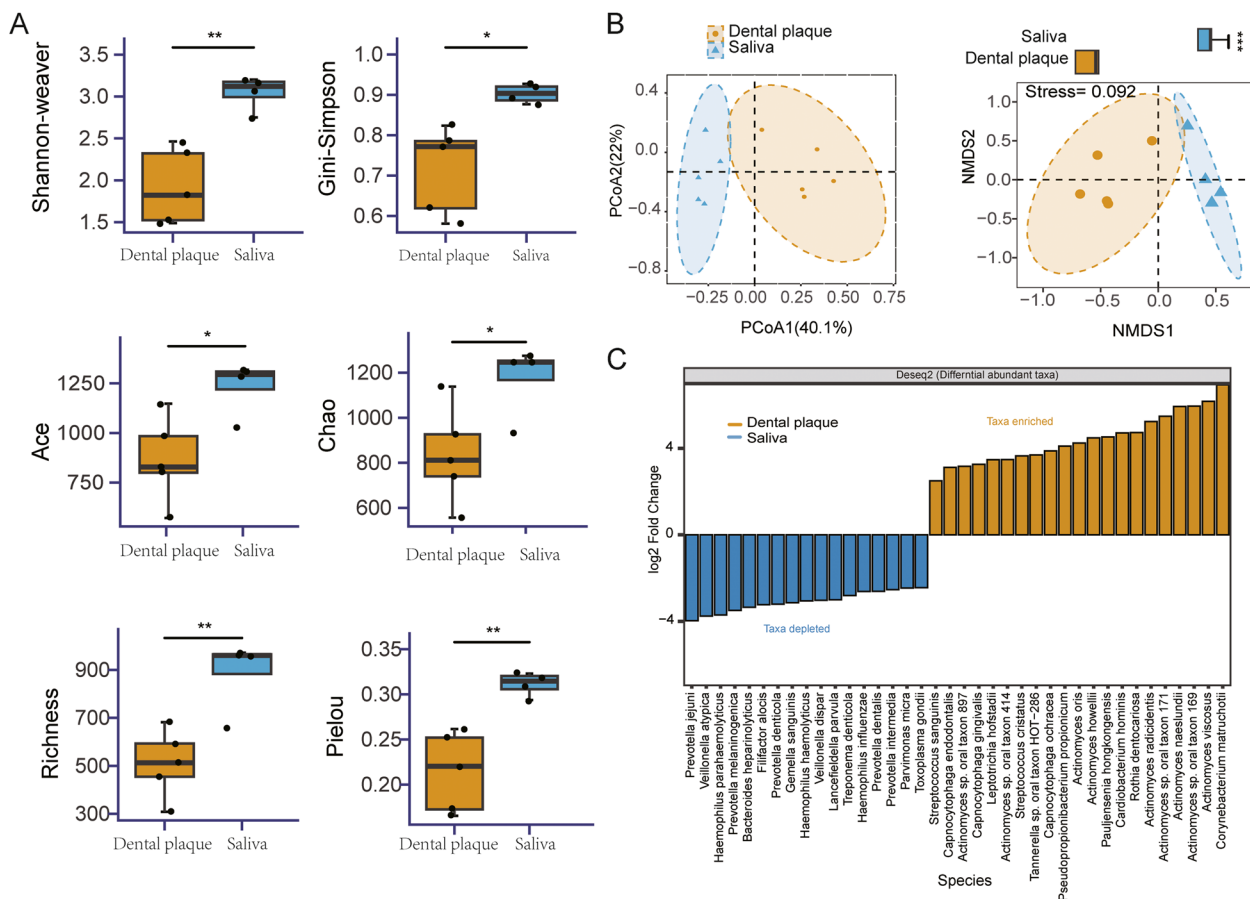 A
Shannon-weaver
**
3.5
3.0
2.5
2.0
1.5
Dental plaque
Saliva
Gini-Simpson
*
1.0
0.9
0.8
0.7
0.6
Dental plaque
Saliva
Ace
*
1250
1000
750
Dental plaque
Saliva
Chao
*
1200
1000
800
600
Dental plaque
Saliva
Richness
**
900
700
500
300
Dental plaque
Saliva
Pielou
**
0.35
0.30
0.25
0.20
Dental plaque
Saliva
B
Dental plaque
Saliva
PCoA2(22%)
0.4
0.0
−0.4
−0.8
−0.25
0.00
0.25
0.50
0.75
PCoA1(40.1%)
Saliva
Dental plaque
***
Stress= 0.092
NMDS2
1.0
0.5
0.0
−0.5
−1.0
−1.0
−0.5
0.0
0.5
NMDS1
C
Deseq2 (Differntial abundant taxa)
Dental plaque
Saliva
Taxa enriched
Taxa depleted
log2 Fold Change
4
0
−4
Prevotella jejuni
Veillonella atypica
Haemophilus parahaemolyticus
Prevotella melaninogenica
Bacteroides heparinolyticus
Filifactor alocis
Prevotella denticola
Gemella sanguinis
Haemophilus haemolyticus
Veillonella dispar
Lancefieldella parvula
Treponema denticola
Haemophilus influenzae
Prevotella dentalis
Prevotella intermedia
Parvimonas micra
Toxoplasma gondii
Streptococcus sanguinis
Capnocytophaga endodontalis
Actinomyces sp. oral taxon 897
Capnocytophaga gingivalis
Leptotrichia hofstadii
Actinomyces sp. oral taxon 414
Streptococcus cristatus
Tannerella sp. oral taxon HOT−286
Capnocytophaga ochracea
Pseudopropionibacterium propionicum
Actinomyces oris
Actinomyces howellii
Pauljensenia hongkongensis
Cardiobacterium hominis
Rothia dentocariosa
Actinomyces radicidentis
Actinomyces sp. oral taxon 171
Actinomyces naeslundii
Actinomyces sp. oral taxon 169
Actinomyces viscosus
Corynebacterium matruchotii
Species